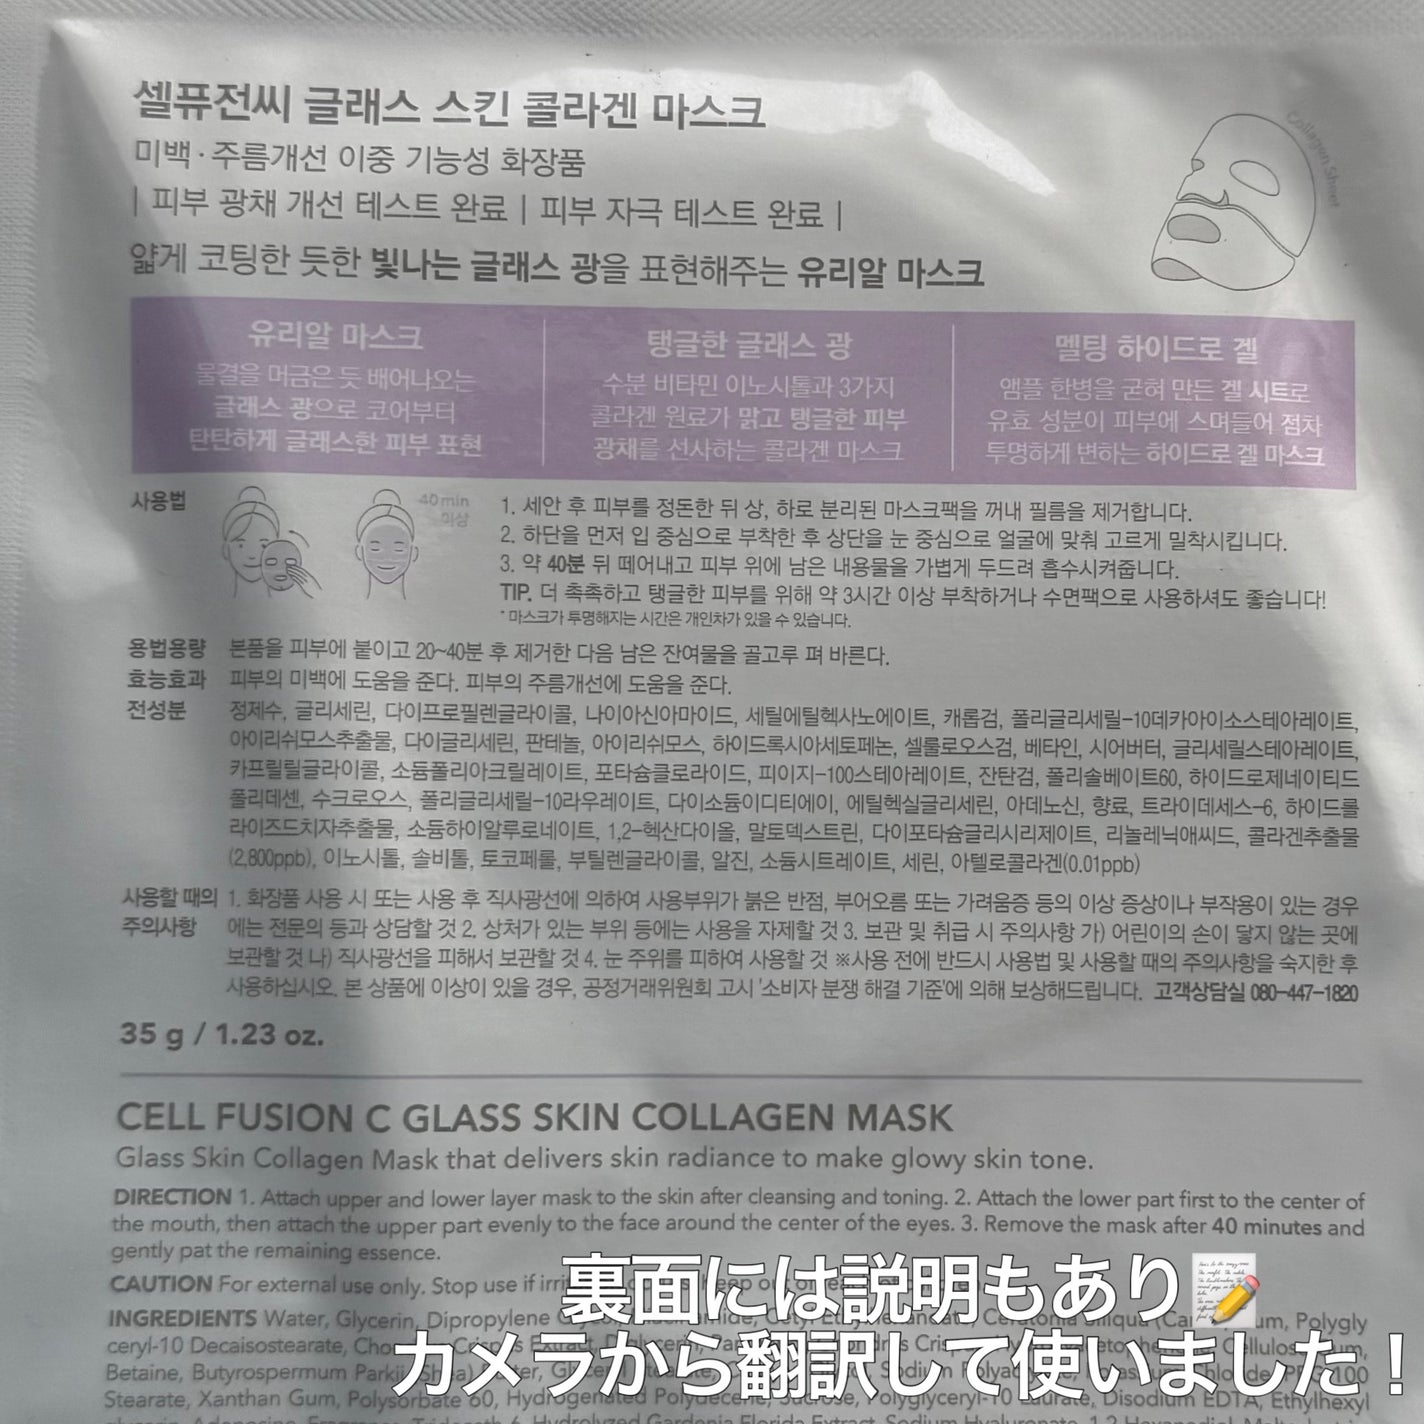 셀퓨전씨 글래스 스킨 콜라겐 마스크
미백·주름개선 이중 기능성 화장품
| 피부 광채 개선 테스트 완료 | 피부 자극 테스트 완료 |
얇게 코팅한 듯한 빛나는 글래스 광을 표현해주는 유리알 마스크
Collagen Sheet
유리알 마스크
물결을 머금은 듯 배어나오는
글래스 광으로 코어부터
탄탄하게 글래스한 피부 표현
탱글한 글래스 광
수분 비타민 이노시톨과 3가지
콜라겐 원료가 맑고 탱글한 피부
광채를 선사하는 콜라겐 마스크
멜팅 하이드로 겔
앰플 한병을 굳혀 만든 겔 시트로
유효 성분이 피부에 스며들어 점차
투명하게 변하는 하이드로 겔 마스크
사용법
40min
이상
1. 세안 후 피부를 정돈한 뒤 상, 하로 분리된 마스크팩을 꺼내 필름을 제거합니다.
2. 하단을 먼저 입 중심으로 부착한 후 상단을 눈 중심으로 얼굴에 맞춰 고르게 밀착시킵니다.
3. 약 40분 뒤 떼어내고 피부 위에 남은 내용물을 가볍게 두드려 흡수시켜줍니다.
TIP. 더 촉촉하고 탱글한 피부를 위해 약 3시간 이상 부착하거나 수면팩으로 사용하셔도 좋습니다!
* 마스크가 투명해지는 시간은 개인차가 있을 수 있습니다.
용법용량 본품을 피부에 붙이고 20~40분 후 제거한 다음 남은 잔여물을 골고루 펴 바른다.
효능효과 피부의 미백에 도움을 준다. 피부의 주름개선에 도움을 준다.
전성분 정제수, 글리세린, 다이프로필렌글라이콜, 나이아신아마이드, 세틸에틸헥사노에이트, 캐롭검, 폴리글리세릴-10데카아이소스테아레이트,
아이리쉬모스추출물, 다이글리세린, 판테놀, 아이리쉬모스, 하이드록시아세토페논, 셀룰로오스검, 베타인, 시어버터, 글리세릴스테아레이트,
카프릴릴글라이콜, 소듐폴리아크릴레이트, 포타슘클로라이드, 피이지-100스테아레이트, 잔탄검, 폴리솔베이트60, 하이드로제네이티드
폴리데센, 수크로오스, 폴리글리세릴-10라우레이트, 다이소듐이디티에이, 에틸헥실글리세린, 아데노신, 향료, 트라이데세스-6, 하이드롤
라이즈드치자추출물, 소듐하이알루로네이트, 1,2-헥산다이올, 말토덱스트린, 다이포타슘글리시리제이트, 리놀레닉애씨드, 콜라겐추출물
(2,800ppb), 이노시톨, 솔비톨, 토코페롤, 부틸렌글라이콜, 알진, 소듐시트레이트, 세린, 아텔로콜라겐(0.01ppb)
사용할 때의 1. 화장품 사용 시 또는 사용 후 직사광선에 의하여 사용부위가 붉은 반점, 부어오름 또는 가려움증 등의 이상 증상이나 부작용이 있는 경우
주의사항 에는 전문의 등과 상담할 것 2. 상처가 있는 부위 등에는 사용을 자제할 것 3. 보관 및 취급 시 주의사항 가) 어린이의 손이 닿지 않는 곳에
보관할 것 나) 직사광선을 피해서 보관할 것 4. 눈 주위를 피하여 사용할 것 ※사용 전에 반드시 사용법 및 사용할 때의 주의사항을 숙지한 후
사용하십시오. 본 상품에 이상이 있을 경우, 공정거래위원회 고시 '소비자 분쟁 해결 기준'에 의해 보상해드립니다. 고객상담실 080-447-1820
35 g / 1.23 oz.
CELL FUSION C GLASS SKIN COLLAGEN MASK
Glass Skin Collagen Mask that delivers skin radiance to make glowy skin tone.
DIRECTION 1. Attach upper and lower layer mask to the skin after cleansing and toning. 2. Attach the lower part first to the center of
the mouth, then attach the upper part evenly to the face around the center of the eyes. 3. Remove the mask after 40 minutes and
gently pat the remaining essence.
CAUTION For external use only. Stop use if
裏面には説明もあり📝
INGREDIENTS Water, Glycerin, Dipropylene Polygly
ceryl-10 Decaisostearate, Extract,
カメラから翻訳して使いました！
Betaine, Butyrospermum 100
Stearate, Xanthan Gum, Polysorbate 60, Hydrogenated Polydecene, Sucrose, Polyglyceryl-10 Laurate, Disodium EDTA, Ethylhexyl